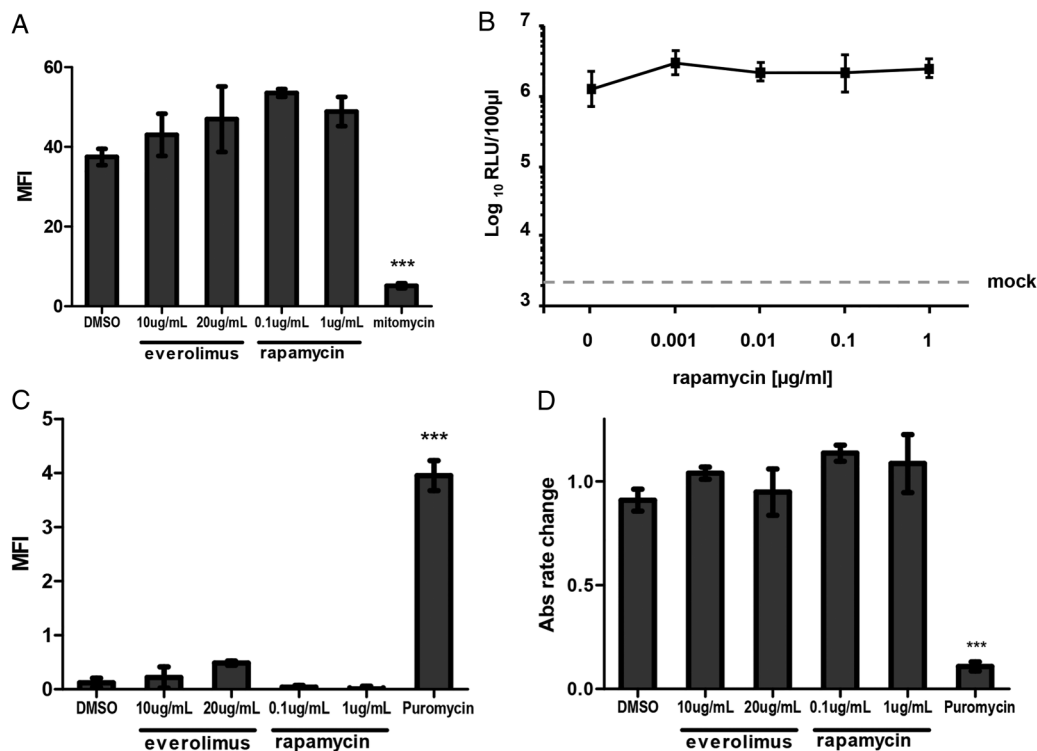 A
60
40
20
0
MFI
***
DMSO 10ug/mL 20ug/mL 0.1ug/mL 1ug/mL mitomycin
everolimus rapamycin
B
7
6
5
4
3
Log 10 RLU/100µl
mock
0 0.001 0.01 0.1 1
rapamycin [µg/ml]
C
5
4
3
2
1
0
MFI
***
DMSO 10ug/mL 20ug/mL 0.1ug/mL 1ug/mL Puromycin
everolimus rapamycin
D
1.0
0.5
0.0
Abs rate change
***
DMSO 10ug/mL 20ug/mL 0.1ug/mL 1ug/mL Puromycin
everolimus rapamycin